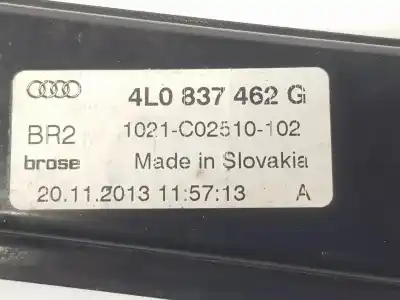 4L0 837 462 G
BR2 1021-C02510-102
brose Made in Slovakia
20.11.2013 11:57:13 A